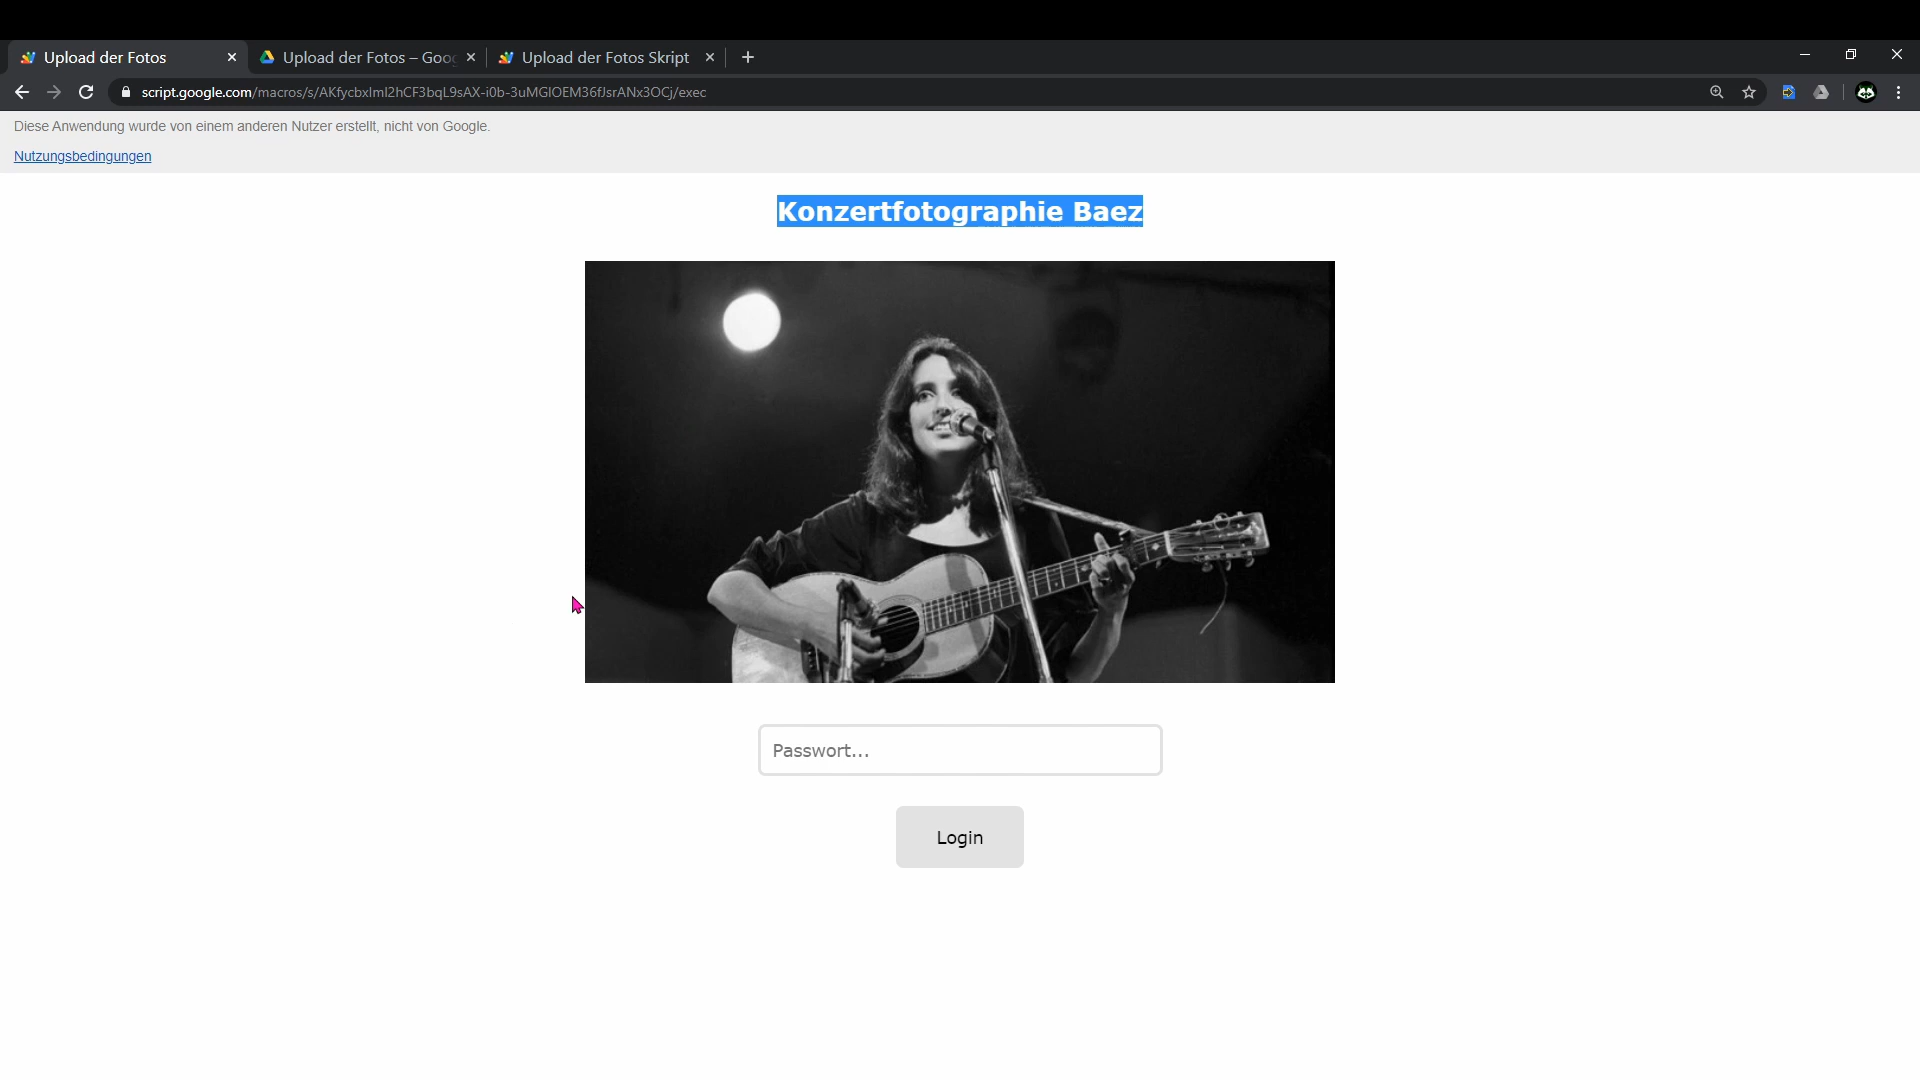 Upload der Fotos
Upload der Fotos – Goo
Upload der Fotos Skript
script.google.com/macros/s/AKfycbxlml2hCF3bqL9sAX-i0b-3uMGlOEM36fJsrANx3OCj/exec
Diese Anwendung wurde von einem anderen Nutzer erstellt, nicht von Google.
Nutzungsbedingungen
Konzertfotographie Baez
Passwort...
Login